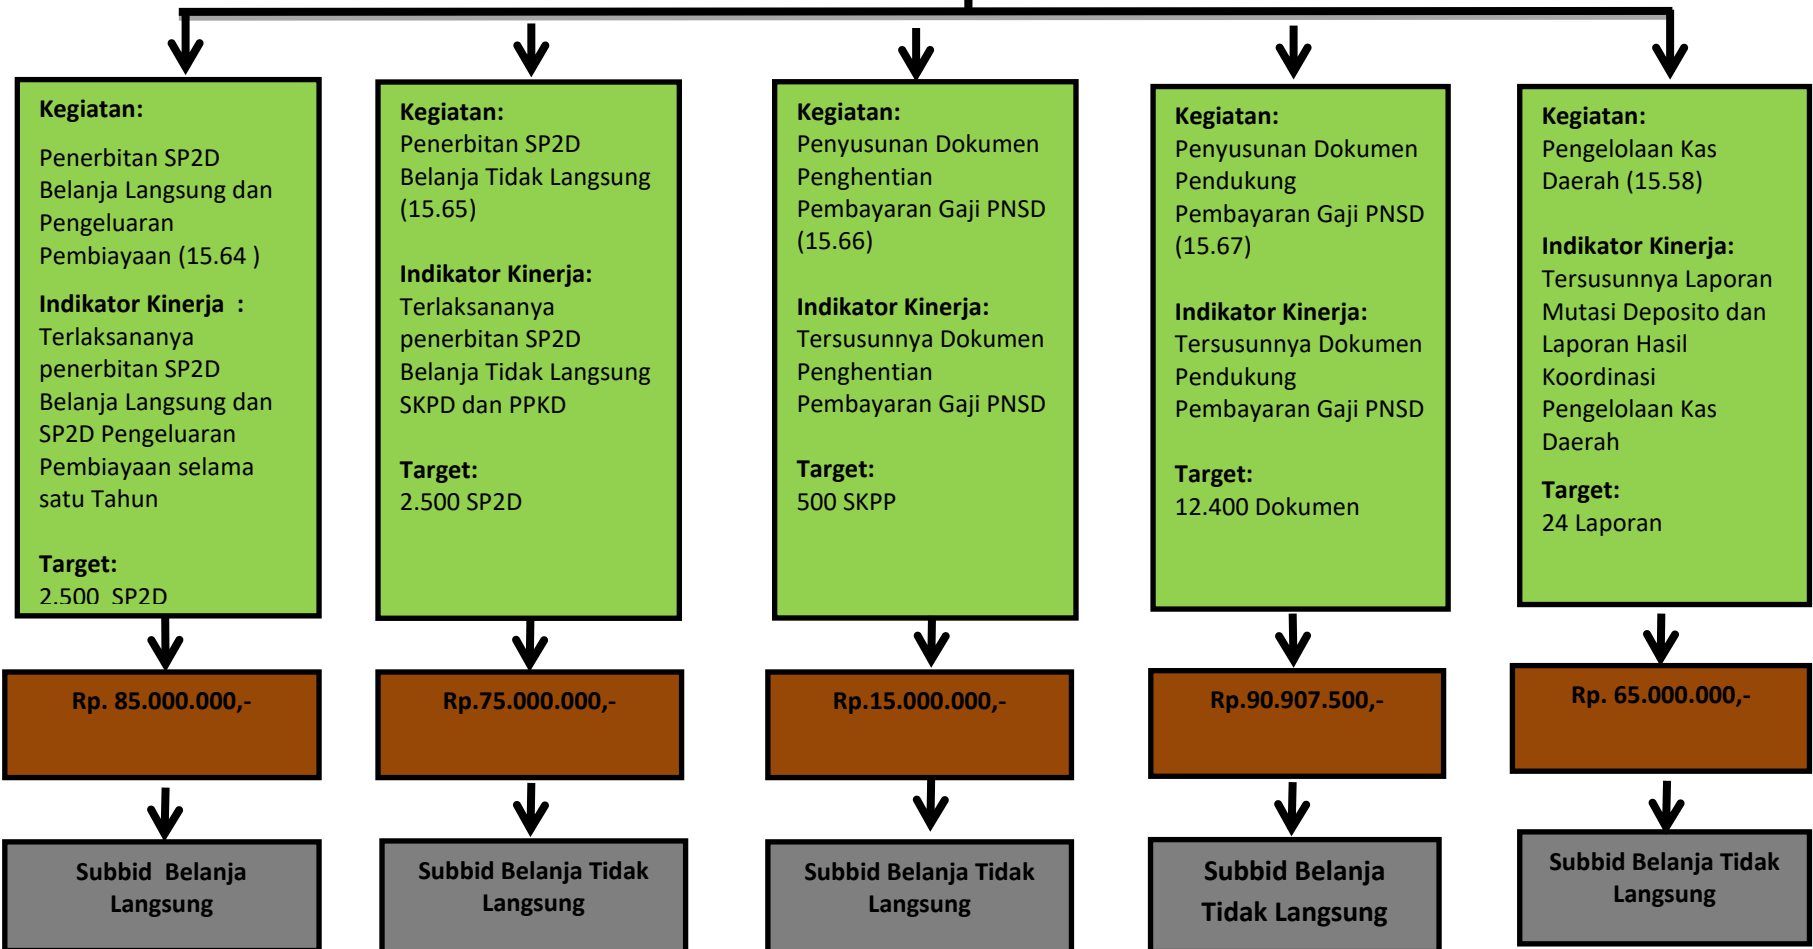 Kegiatan:
Penerbitan SP2D
Belanja Langsung dan
Pengeluaran
Pembiayaan (15.64 )
Indikator Kinerja  :
Terlaksananya
penerbitan SP2D
Belanja Langsung dan
SP2D Pengeluaran
Pembiayaan selama
satu Tahun
Target:
2.500  SP2D
Kegiatan:
Penerbitan SP2D
Belanja Tidak Langsung
(15.65)
Indikator Kinerja:
Terlaksananya
penerbitan SP2D
Belanja Tidak Langsung
SKPD dan PPKD
Target:
2.500 SP2D
Kegiatan:
Penyusunan Dokumen
Penghentian
Pembayaran Gaji PNSD
(15.66)
Indikator Kinerja:
Tersusunnya Dokumen
Penghentian
Pembayaran Gaji PNSD
Target:
500 SKPP
Kegiatan:
Penyusunan Dokumen
Pendukung
Pembayaran Gaji PNSD
(15.67)
Indikator Kinerja:
Tersusunnya Dokumen
Pendukung
Pembayaran Gaji PNSD
Target:
12.400 Dokumen
Kegiatan:
Pengelolaan Kas
Daerah (15.58)
Indikator Kinerja:
Tersusunnya Laporan
Mutasi Deposito dan
Laporan Hasil
Koordinasi
Pengelolaan Kas
Daerah
Target:
24 Laporan
Rp. 85.000.000,-
Rp.75.000.000,-
Rp.15.000.000,-
Rp.90.907.500,-
Rp. 65.000.000,-
Subbid  Belanja
Langsung
Subbid Belanja Tidak
Langsung
Subbid Belanja Tidak
Langsung
Subbid Belanja
Tidak Langsung
Subbid Belanja Tidak
Langsung